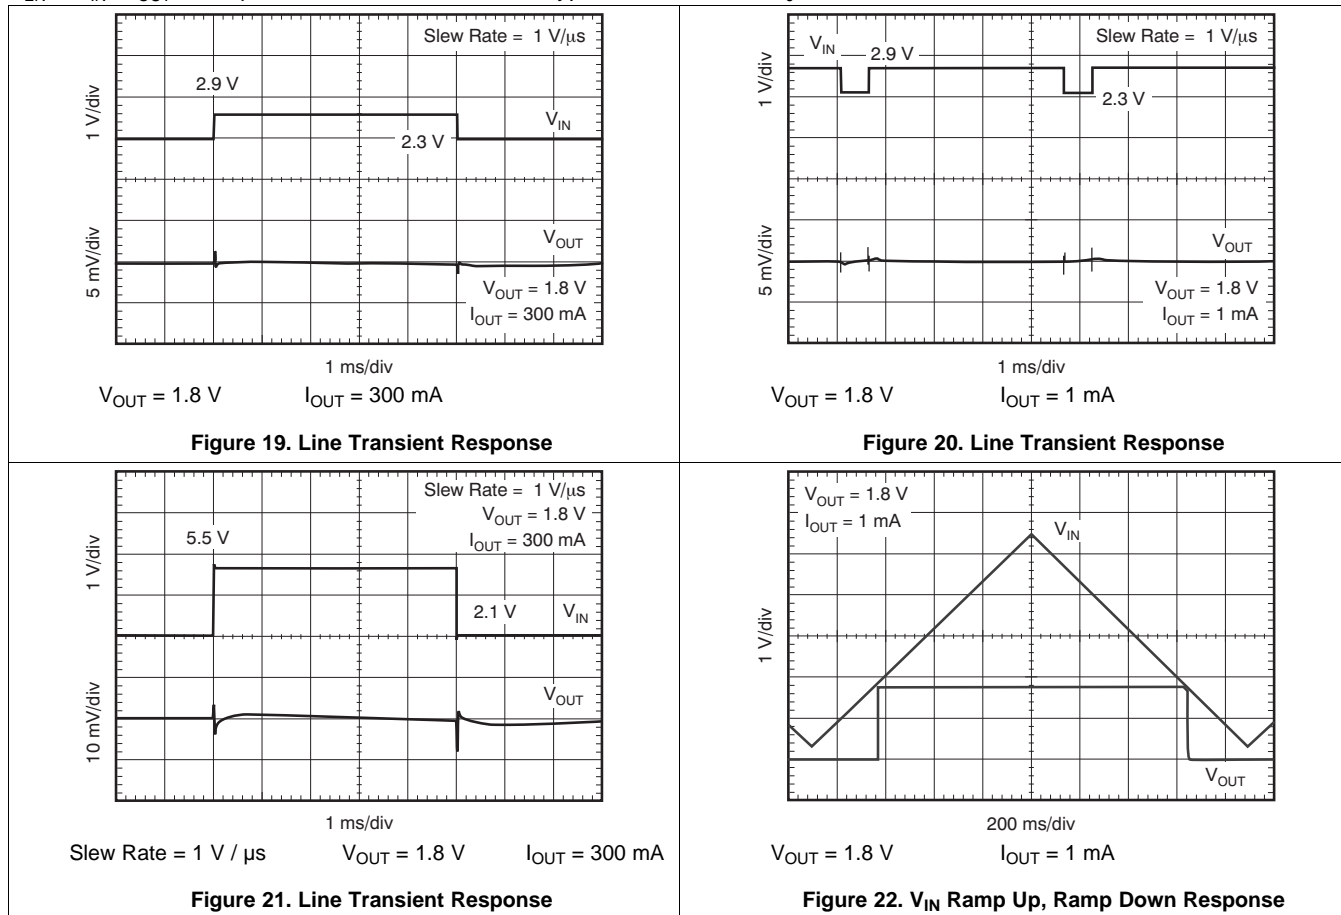 Slew Rate = 1 V/μs
2.9 V
1 V/div
V_IN
2.3 V
V_OUT
5 mV/div
V_OUT = 1.8 V
I_OUT = 300 mA
1 ms/div
V_OUT = 1.8 V I_OUT = 300 mA
Figure 19. Line Transient Response
Slew Rate = 1 V/μs
V_IN
2.9 V
1 V/div
2.3 V
V_OUT
5 mV/div
V_OUT = 1.8 V
I_OUT = 1 mA
1 ms/div
V_OUT = 1.8 V I_OUT = 1 mA
Figure 20. Line Transient Response
Slew Rate = 1 V/μs
V_OUT = 1.8 V
I_OUT = 300 mA
5.5 V
1 V/div
2.1 V
V_IN
V_OUT
10 mV/div
1 ms/div
Slew Rate = 1 V / μs V_OUT = 1.8 V I_OUT = 300 mA
Figure 21. Line Transient Response
V_OUT = 1.8 V
I_OUT = 1 mA
V_IN
1 V/div
V_OUT
200 ms/div
V_OUT = 1.8 V I_OUT = 1 mA
Figure 22. V_IN Ramp Up, Ramp Down Response